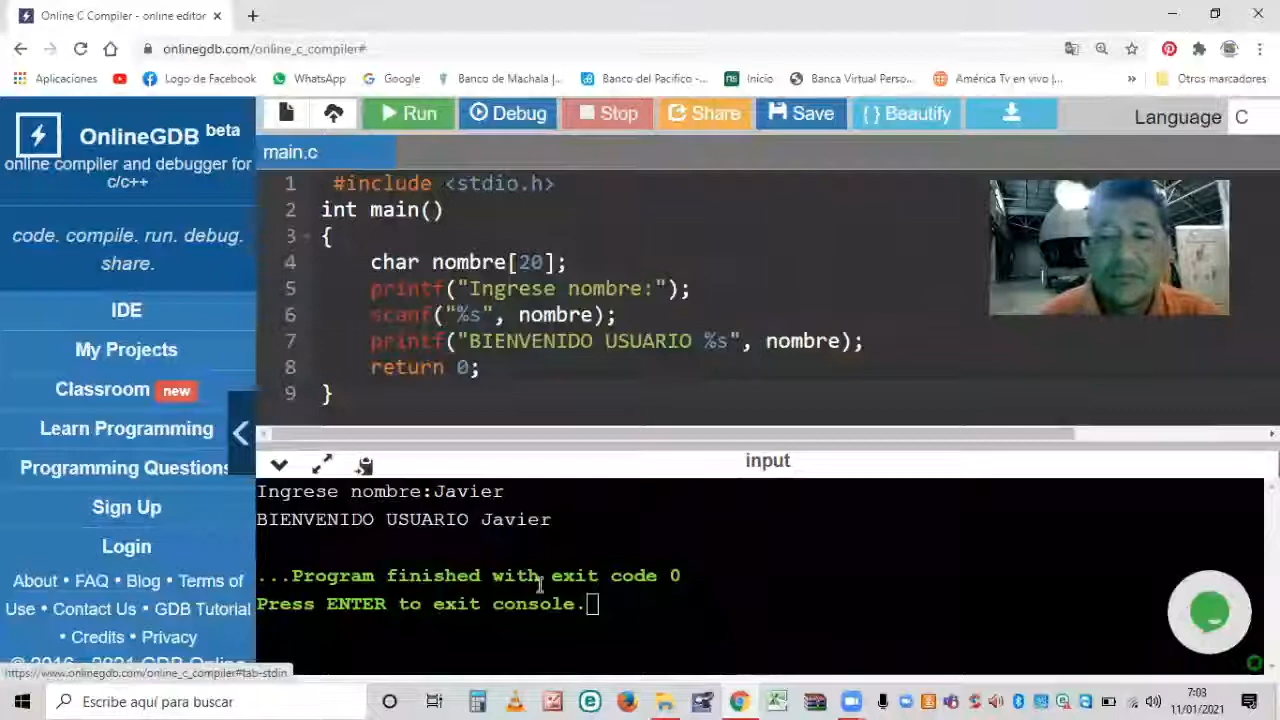 Online C Compiler - online editor
onlinegdb.com/online_c_compiler#
Aplicaciones
Logo de Facebook
WhatsApp
Google
Banco de Machala |...
Banco del Pacifico -...
ns
Inicio
Banca Virtual Perso...
América Tv en vivo |...
»
Otros marcadores
OnlineGDB beta
online compiler and debugger for
c/c++
code. compile. run. debug.
share.
IDE
My Projects
Classroom new
Learn Programming
Programming Questions
Sign Up
Login
About • FAQ • Blog • Terms of
Use • Contact Us • GDB Tutorial
• Credits • Privacy
https://www.onlinegdb.com/online_c_compiler#tab-stdin
Run
Debug
Stop
Share
Save
{ } Beautify
Language C
main.c
1 #include <stdio.h>
2 int main()
3 {
4 char nombre[20];
5 printf("Ingrese nombre:");
6 scanf("%s", nombre);
7 printf("BIENVENIDO USUARIO %s", nombre);
8 return 0;
9 }
input
Ingrese nombre:Javier
BIENVENIDO USUARIO Javier
...Program finished with exit code 0
Press ENTER to exit console.
Escribe aquí para buscar
7:03
11/01/2021